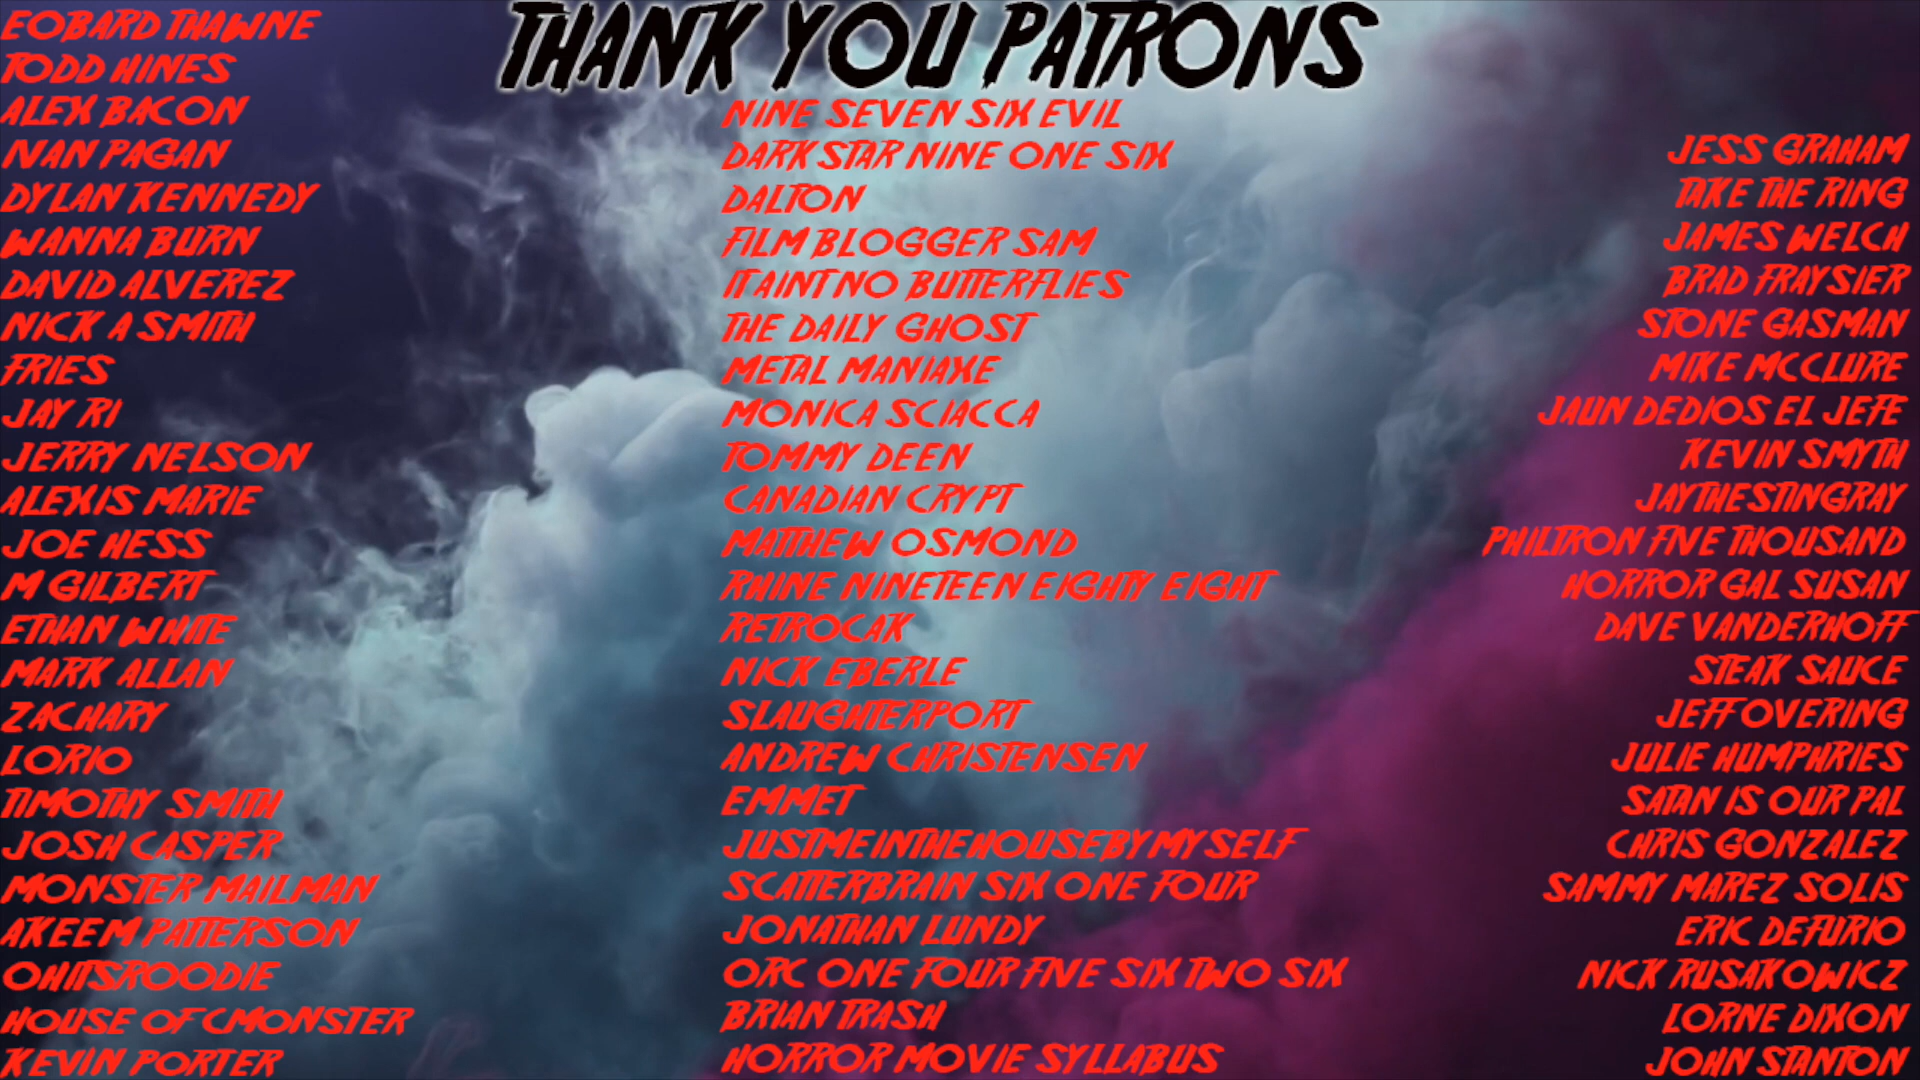 THANK YOU PATRONS
EOBARD THAWNE
TODD HINES
ALEX BACON
IVAN PAGAN
DYLAN KENNEDY
WANNA BURN
DAVID ALVEREZ
NICK A SMITH
FRIES
JAY RI
JERRY NELSON
ALEXIS MARIE
JOE HESS
M GILBERT
ETHAN WHITE
MARK ALLAN
ZACHARY
LORIO
TIMOTHY SMITH
JOSH CASPER
MONSTER MAILMAN
AKEEM PATTERSON
OHITSROODIE
HOUSE OF CMONSTER
KEVIN PORTER
NINE SEVEN SIX EVIL
DARK STAR NINE ONE SIX
DALTON
FILM BLOGGER SAM
IT AINT NO BUTTERFLIES
THE DAILY GHOST
METAL MANIAXE
MONICA SCIACCA
TOMMY DEEN
CANADIAN CRYPT
MATTHEW OSMOND
RHINE NINETEEN EIGHTY EIGHT
RETROCAK
NICK EBERLE
SLAUGHTERPORT
ANDREW CHRISTENSEN
EMMET
JUSTMEINTHEHOUSEBYMYSELF
SCATTERBRAIN SIX ONE FOUR
JONATHAN LUNDY
ORC ONE FOUR FIVE SIX TWO SIX
BRIAN TRASH
HORROR MOVIE SYLLABUS
JESS GRAHAM
TAKE THE RING
JAMES WELCH
BRAD FRAYSIER
STONE GASMAN
MIKE MCCLURE
JAUN DEDIOS EL JEFE
KEVIN SMYTH
JAYTHESTINGRAY
PHILTRON FIVE THOUSAND
HORROR GAL SUSAN
DAVE VANDERHOFF
STEAK SAUCE
JEFF OVERING
JULIE HUMPHRIES
SATAN IS OUR PAL
CHRIS GONZALEZ
SAMMY MAREZ SOLIS
ERIC DEFURIO
NICK RUSAKOWICZ
LORNE DIXON
JOHN STANTON